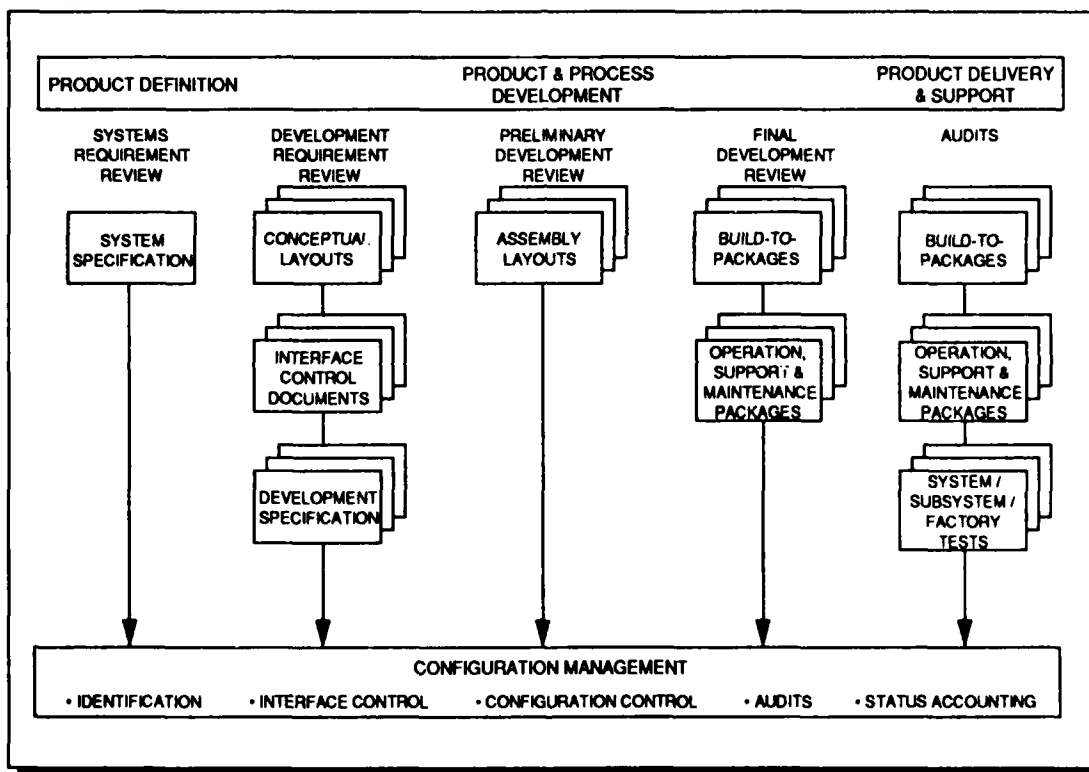 PRODUCT DEFINITION
PRODUCT & PROCESS
DEVELOPMENT
PRODUCT DELIVERY
& SUPPORT
SYSTEMS
REQUIREMENT
REVIEW
DEVELOPMENT
REQUIREMENT
REVIEW
PRELIMINARY
DEVELOPMENT
REVIEW
FINAL
DEVELOPMENT
REVIEW
AUDITS
SYSTEM
SPECIFICATION
CONCEPTUAL
LAYOUTS
ASSEMBLY
LAYOUTS
BUILD-TO-
PACKAGES
BUILD-TO-
PACKAGES
INTERFACE
CONTROL
DOCUMENTS
OPERATION,
SUPPORT &
MAINTENANCE
PACKAGES
OPERATION,
SUPPORT &
MAINTENANCE
PACKAGES
DEVELOPMENT
SPECIFICATION
SYSTEM /
SUBSYSTEM /
FACTORY
TESTS
CONFIGURATION MANAGEMENT
• IDENTIFICATION • INTERFACE CONTROL • CONFIGURATION CONTROL • AUDITS • STATUS ACCOUNTING